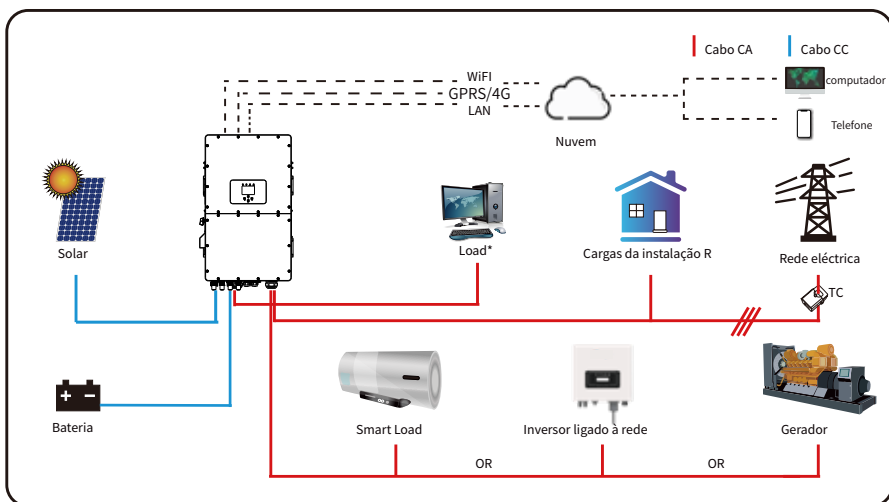 Cabo CA
Cabo CC
WiFI
GPRS/4G
LAN
Nuvem
computador
Telefone
Solar
Load*
Cargas da instalação R
Rede eléctrica
TC
Bateria
Smart Load
Inversor ligado à rede
Gerador
OR
OR